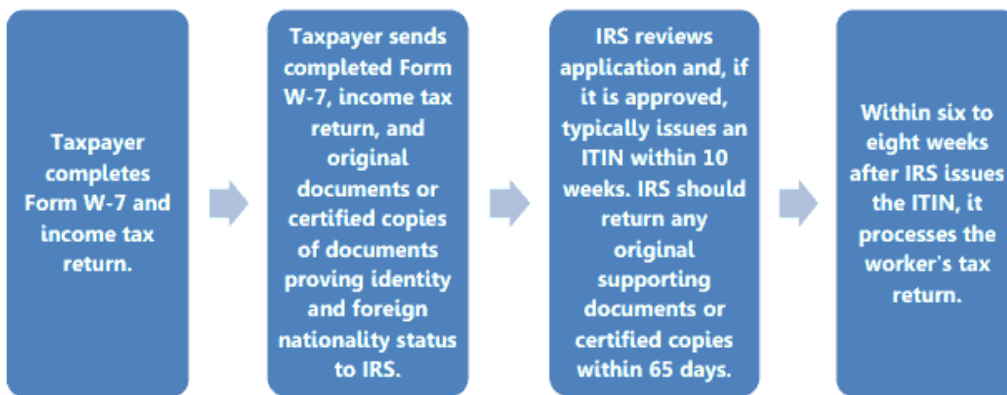 Taxpayer
completes
Form W-7 and
income tax
return.
Taxpayer sends
completed Form
W-7, income tax
return, and
original
documents or
certified copies
of documents
proving identity
and foreign
nationality status
to IRS.
IRS reviews
application and, if
it is approved,
typically issues an
ITIN within 10
weeks. IRS should
return any
original
supporting
documents or
certified copies
within 65 days.
Within six to
eight weeks
after IRS issues
the ITIN, it
processes the
worker's tax
return.